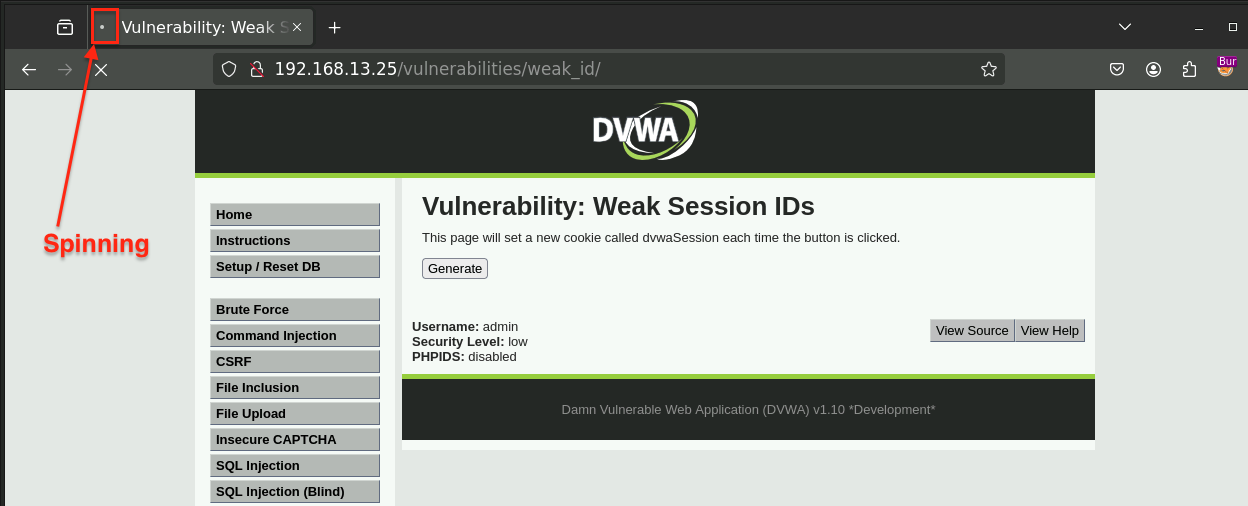 Vulnerability: Weak S
192.168.13.25/vulnerabilities/weak_id/
Bur
DVWA
Spinning
Home
Instructions
Setup / Reset DB
Brute Force
Command Injection
CSRF
File Inclusion
File Upload
Insecure CAPTCHA
SQL Injection
SQL Injection (Blind)
Vulnerability: Weak Session IDs
This page will set a new cookie called dvwaSession each time the button is clicked.
Generate
Username: admin
Security Level: low
PHPIDS: disabled
View Source View Help
Damn Vulnerable Web Application (DVWA) v1.10 *Development*